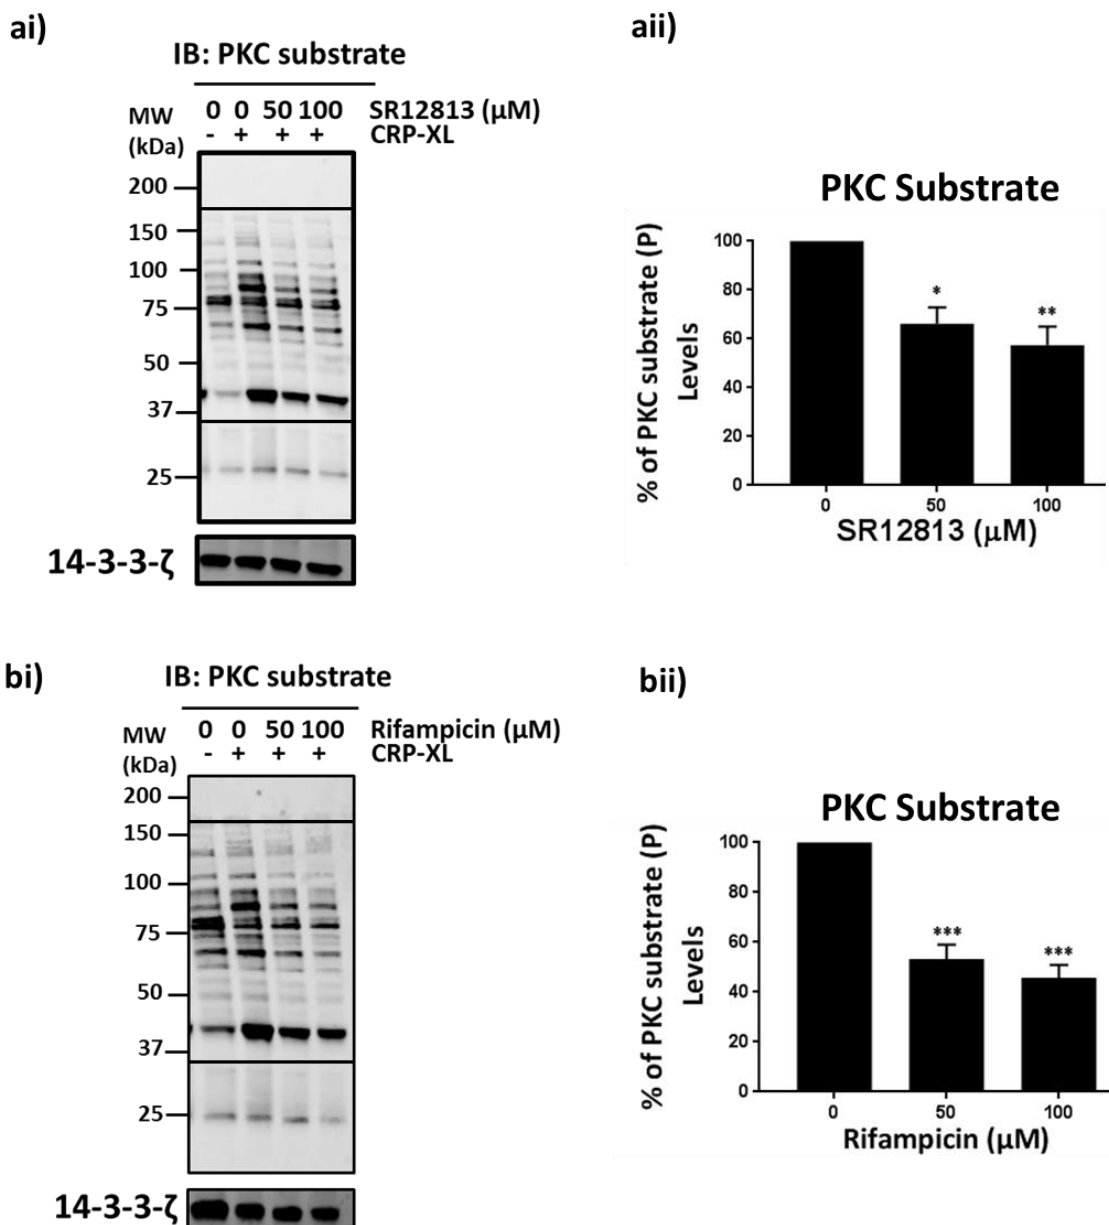 ai)
IB: PKC substrate
0 0 50 100 SR12813 (μM)
- + + + CRP-XL
MW
(kDa)
200
150
100
75
50
37
25
14-3-3-ζ
aii)
PKC Substrate
% of PKC substrate (P)
Levels
100
80
60
40
20
0
*
**
0 50 100
SR12813 (μM)
bi)
IB: PKC substrate
0 0 50 100 Rifampicin (μM)
- + + + CRP-XL
MW
(kDa)
200
150
100
75
50
37
25
14-3-3-ζ
bii)
PKC Substrate
% of PKC substrate (P)
Levels
100
80
60
40
20
0
***
***
0 50 100
Rifampicin (μM)